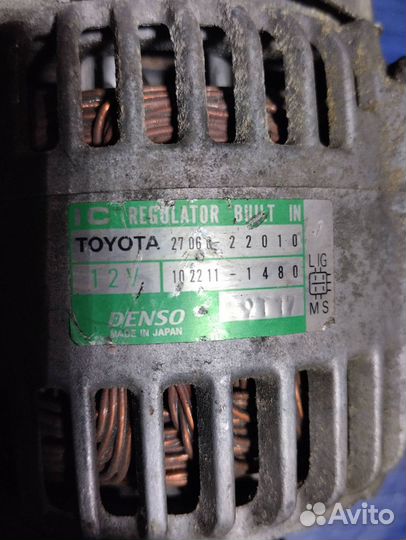 IC REGULATOR BUILT IN
TOYOTA 27060-22010
12V 102211-1480
L IG
M S
DENSO
MADE IN JAPAN
Avito